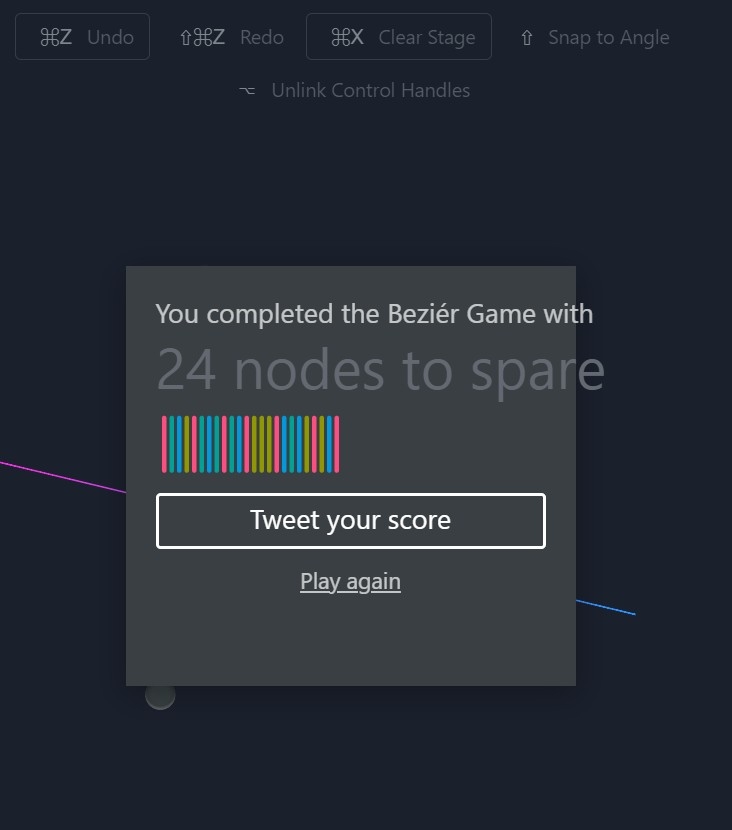 ⌘Z Undo ⇧⌘Z Redo ⌘X Clear Stage ⇧ Snap to Angle
⌥ Unlink Control Handles
You completed the Beziér Game with
24 nodes to spare
Tweet your score
Play again